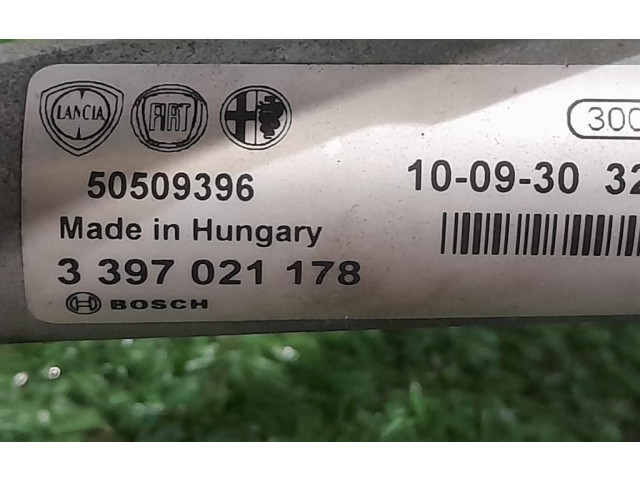 LANCIA FIAT
300
50509396
10-09-30 32
Made in Hungary
3 397 021 178
BOSCH